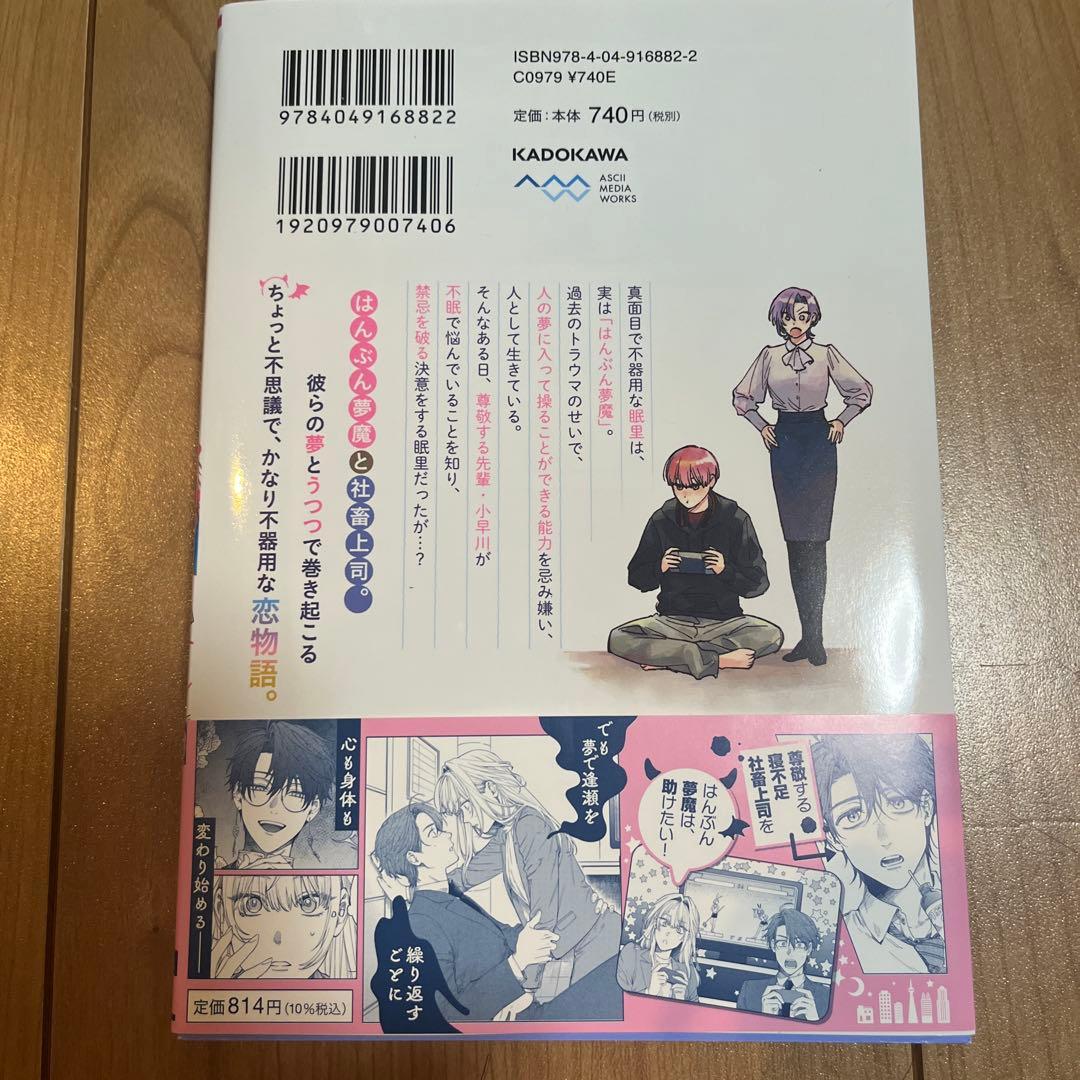 9784049168822
1920979007406
ISBN978-4-04-916882-2
C0979 ¥740E
定価：本体 740円（税別）
KADOKAWA
ASCII
MEDIA
WORKS
真面目で不器用な眠里は、
実は「はんぶん夢魔」。
過去のトラウマのせいで、
人の夢に入って操ることができる能力を忌み嫌い、
人として生きている。
そんなある日、尊敬する先輩・小早川が
不眠で悩んでいることを知り、
禁忌を破る決意をする眠里だったが…？
はんぶん夢魔と社畜上司。
彼らの夢とうつつで巻き起こる
ちょっと不思議で、かなり不器用な恋物語。
尊敬する
寝不足
社畜上司を
はんぶん
夢魔は、
助けたい！
でも
夢で逢瀬を
繰り返す
ごとに
心も身体も
変わり始める──
定価814円（10％税込）